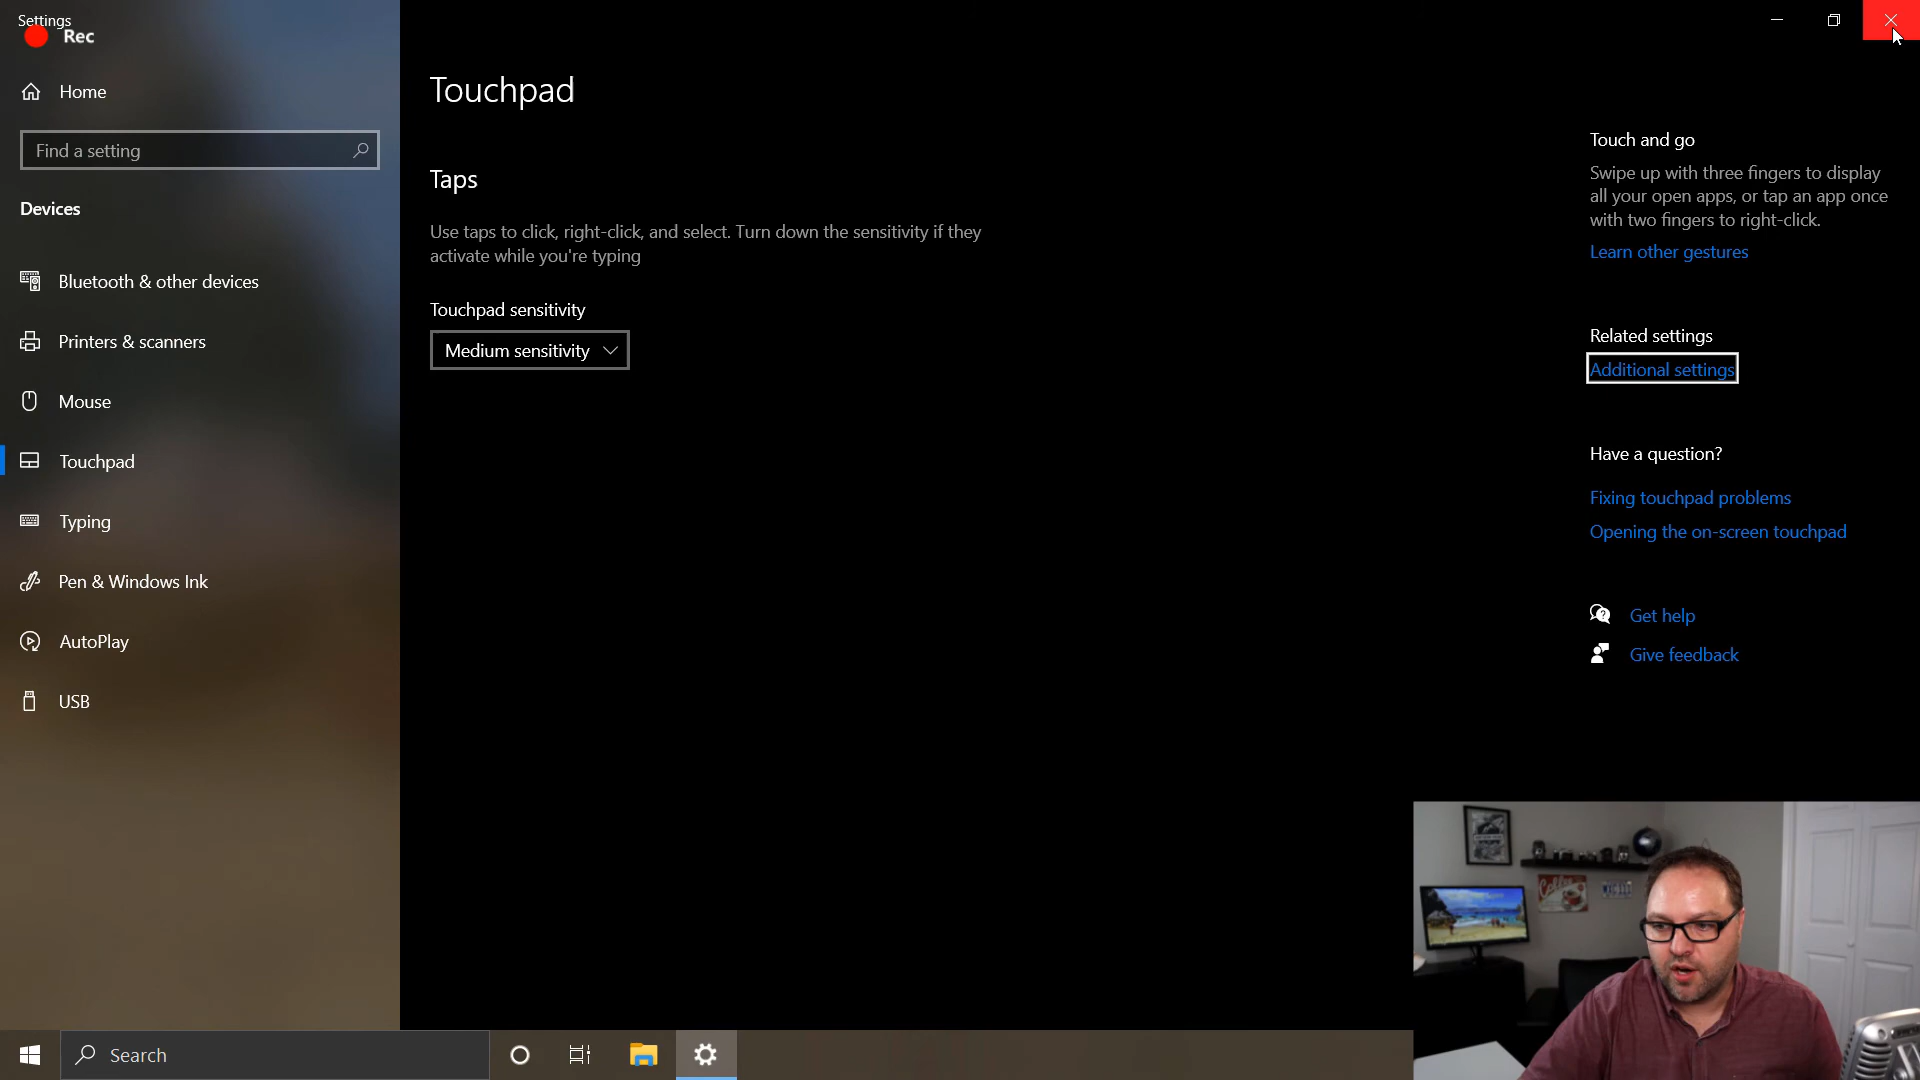 Settings
Rec
Home
Find a setting
Devices
Bluetooth & other devices
Printers & scanners
Mouse
Touchpad
Typing
Pen & Windows Ink
AutoPlay
USB
Touchpad
Taps
Use taps to click, right-click, and select. Turn down the sensitivity if they
activate while you're typing
Touchpad sensitivity
Medium sensitivity
Touch and go
Swipe up with three fingers to display
all your open apps, or tap an app once
with two fingers to right-click.
Learn other gestures
Related settings
Additional settings
Have a question?
Fixing touchpad problems
Opening the on-screen touchpad
Get help
Give feedback
Coffee
Search